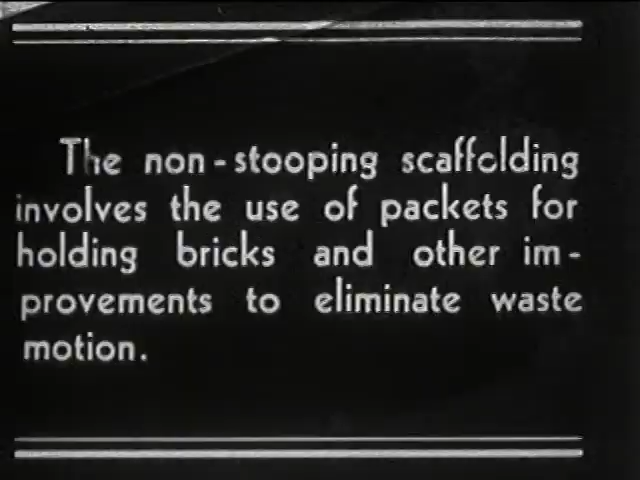 The non-stooping scaffolding
involves the use of packets for
holding bricks and other im-
provements to eliminate waste
motion.